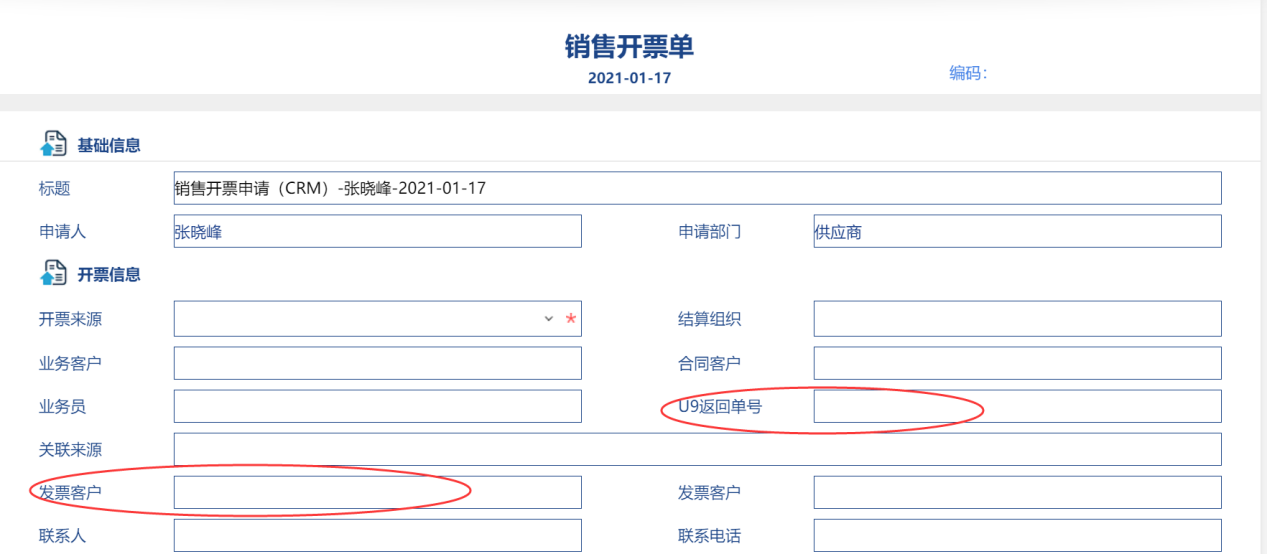 销售开票单
2021-01-17
编码:
基础信息
标题 销售开票申请（CRM）-张晓峰-2021-01-17
申请人 张晓峰 申请部门 供应商
开票信息
开票来源 * 结算组织
业务客户 合同客户
业务员 U9返回单号
关联来源
发票客户 发票客户
联系人 联系电话